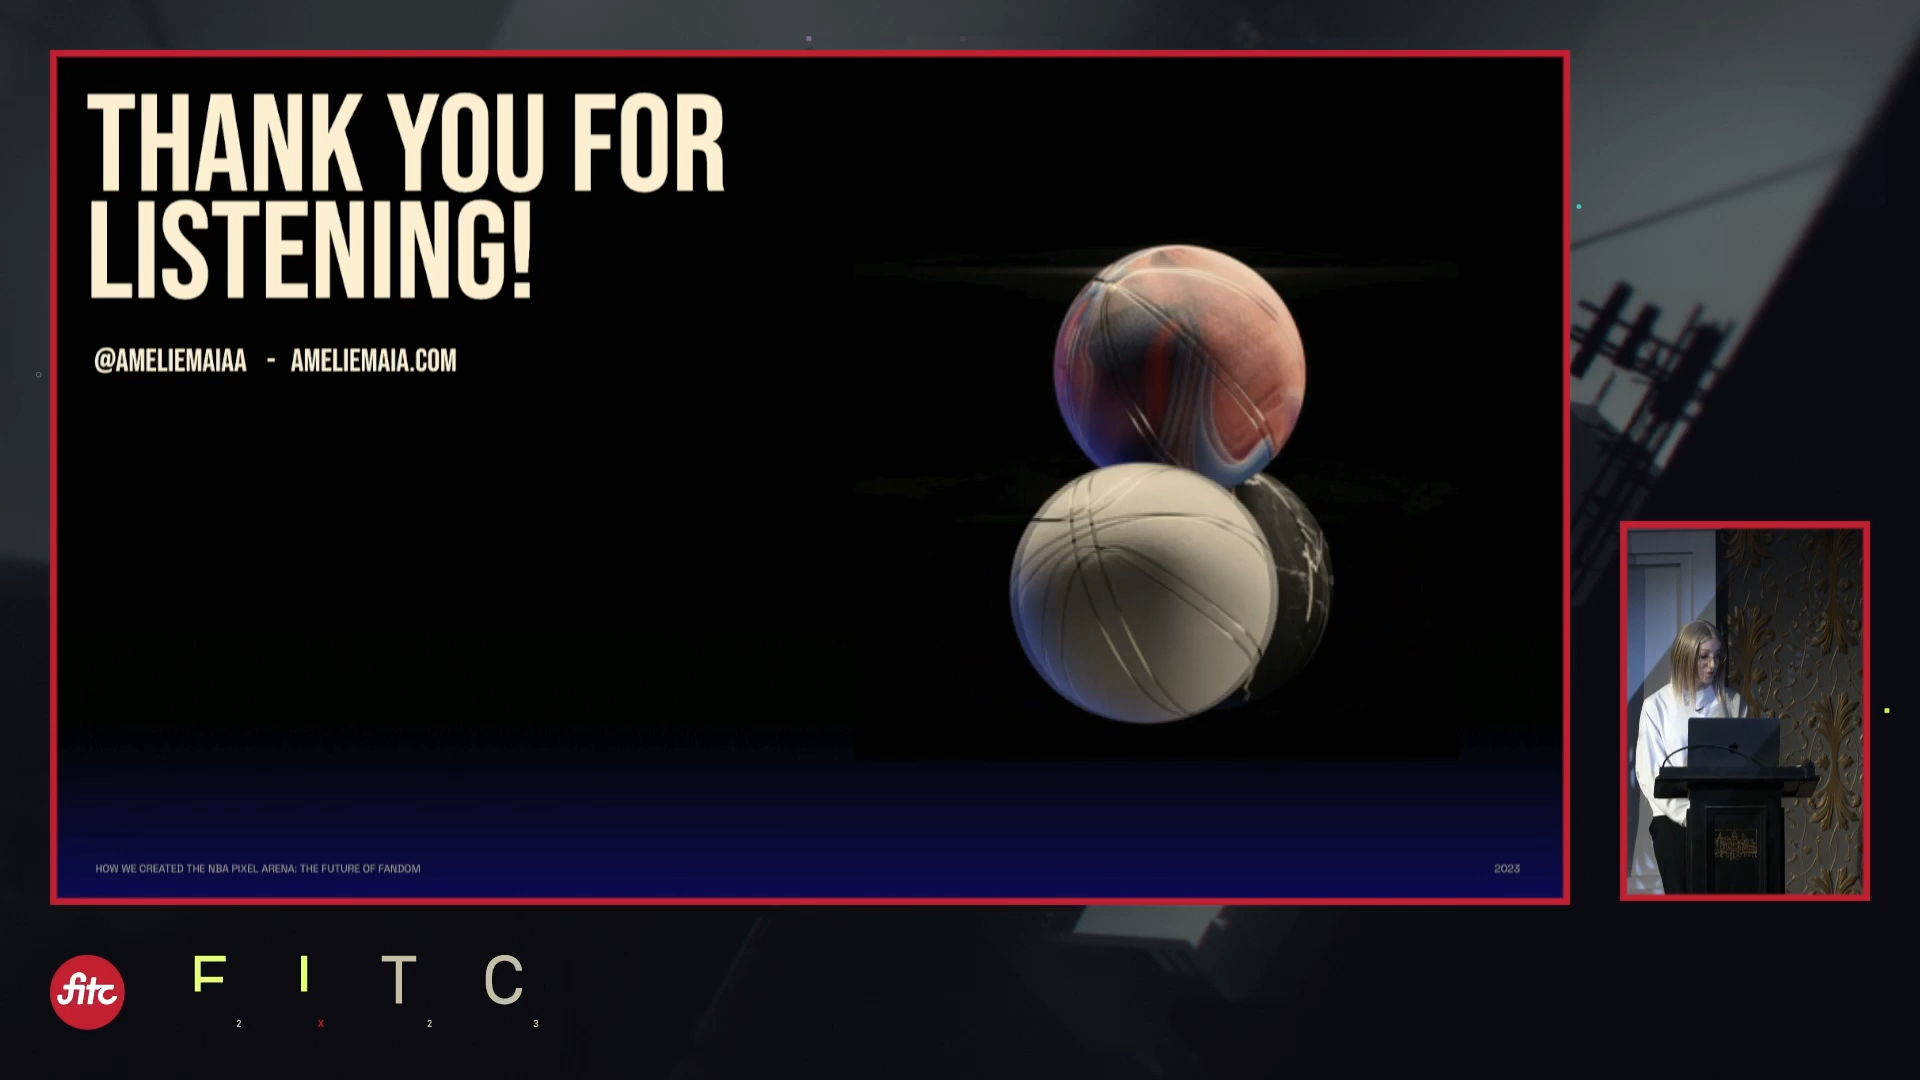 THANK YOU FOR
LISTENING!
@AMELIEMAIAA - AMELIEMAIA.COM
HOW WE CREATED THE NBA PIXEL ARENA: THE FUTURE OF FANDOM
2023
fitc
F I T C
2 X 2 3